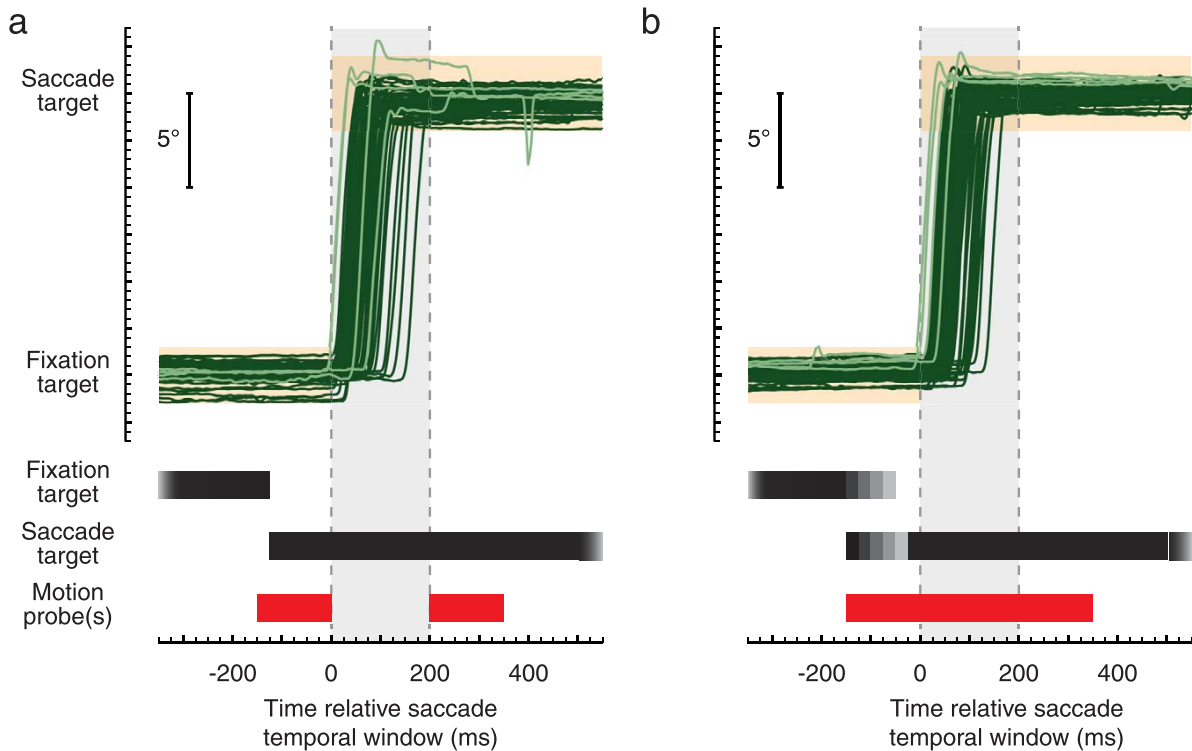 a
Saccade
target
5°
Fixation
target
Fixation
target
Saccade
target
Motion
probe(s)
-200 0 200 400
Time relative saccade
temporal window (ms)
b
5°
-200 0 200 400
Time relative saccade
temporal window (ms)